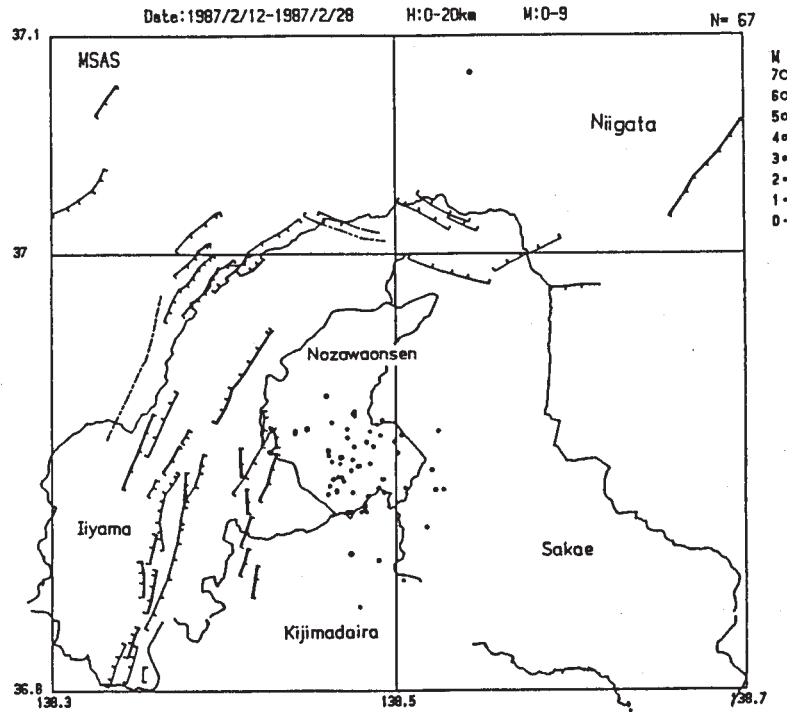 Date:1987/2/12-1987/2/28 H:0-20km M:0-9 N= 67
37.1
MSAS
M
7
6
5
4
3
2
1
0
Niigata
37
Nozawaonsen
Iiyama
Sakae
Kijimadaira
36.8
138.3 138.5 138.7